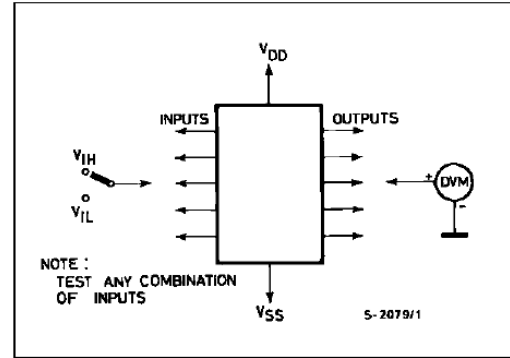 VDD
INPUTS
OUTPUTS
VIH
VIL
+
DVM
-
NOTE :
TEST ANY COMBINATION
OF INPUTS
VSS
S-2079/1